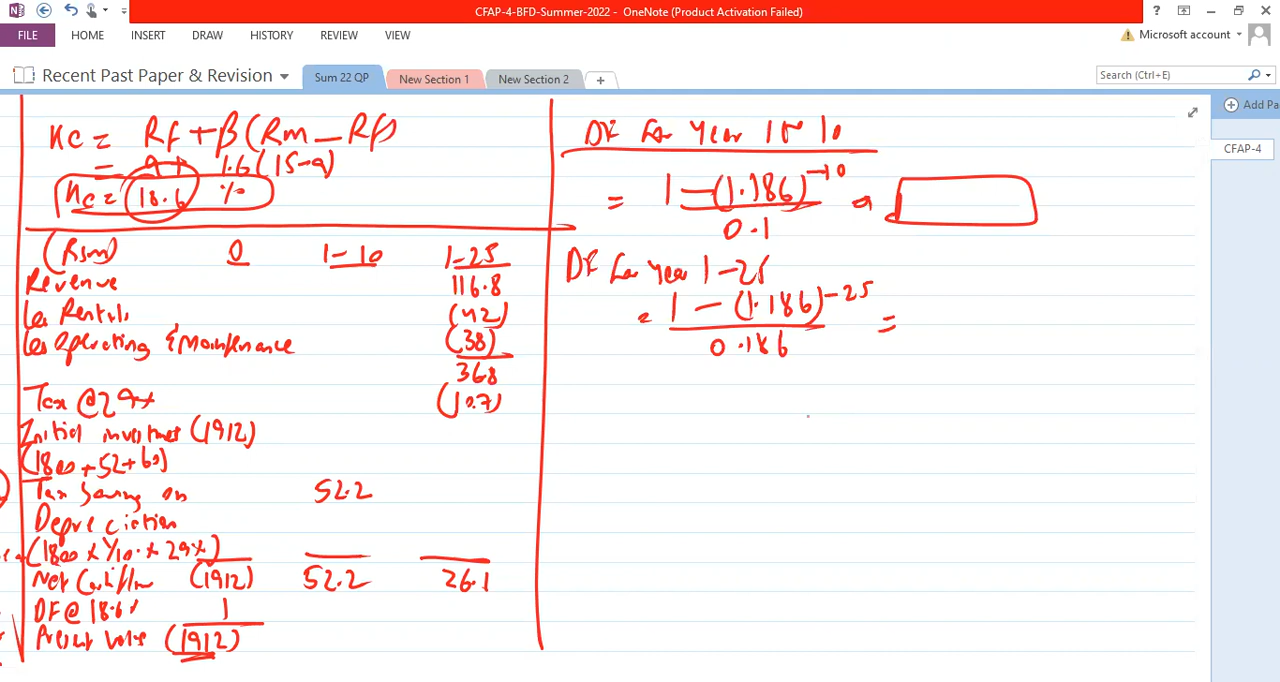 CFAP-4-BFD-Summer-2022 - OneNote (Product Activation Failed)
FILE HOME INSERT DRAW HISTORY REVIEW VIEW
Microsoft account
Recent Past Paper & Revision
Sum 22 QP
New Section 1
New Section 2
Search (Ctrl+E)
Add Pa
CFAP-4
Kc = Rf + β (Rm - Rf)
= 9 + 1.6 (15-9)
Kc = 18.6 %
(Rsm) 0 1-10 1-25
Revenue 116.8
Les Rentals (42)
Les Operating & Maintenance (38)
36.8
Tax @ 29% (10.7)
Initial investment (1912)
(1800 + 52 + 60)
Tax Saving on 52.2
Depreciation
(1800 x 1/10 x 29%)
Net Cashflow (1912) 52.2 26.1
DF @ 18.6% 1
Present value (1912)
DF for year 1 to 10
= 1 - (1.186)-10
0.1
DF for year 1-25
= 1 - (1.186)-25 =
0.186